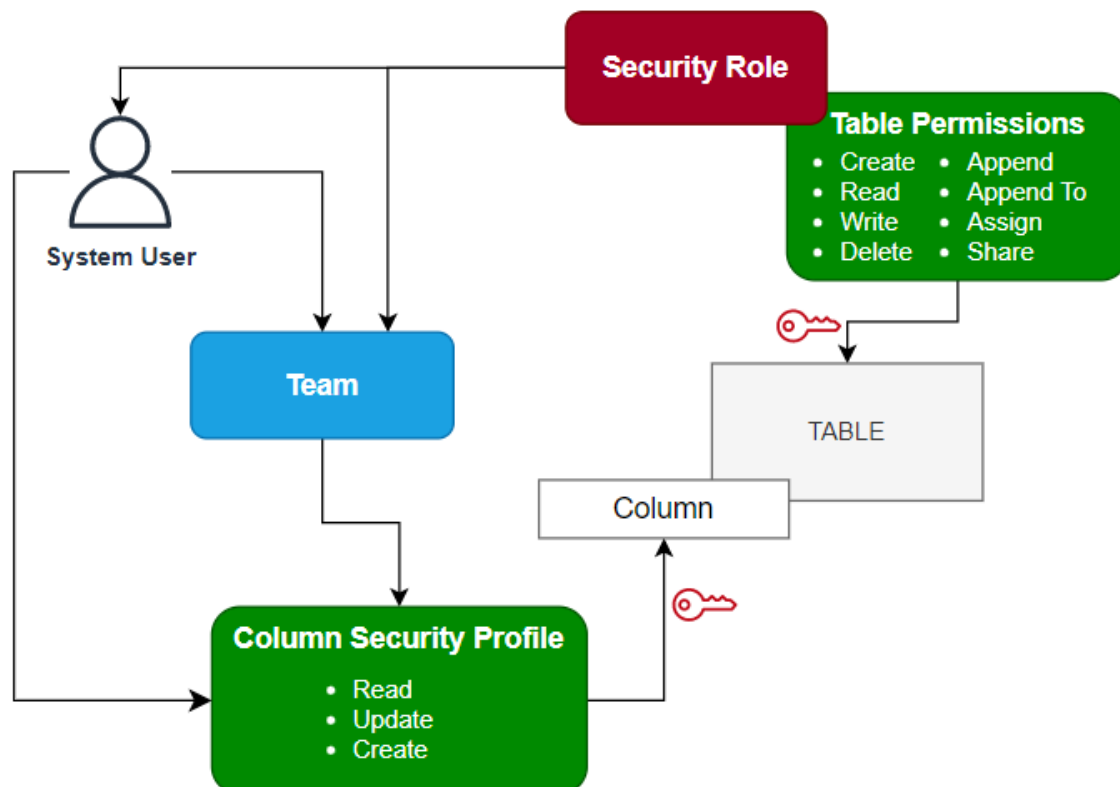 Security Role
Table Permissions
Create
Append
Read
Append To
Write
Assign
Delete
Share
System User
Team
TABLE
Column
Column Security Profile
Read
Update
Create